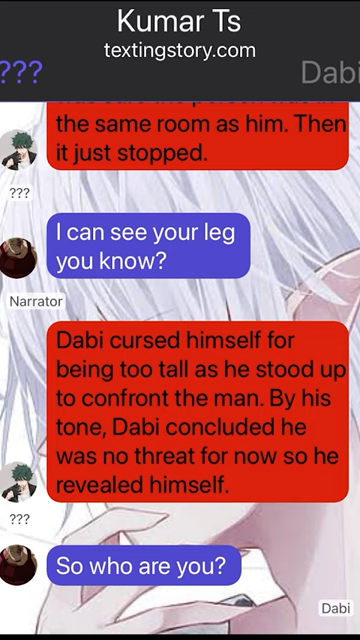 Kumar Ts
textingstory.com
???
Dabi
the same room as him. Then
it just stopped.
???
I can see your leg
you know?
Narrator
Dabi cursed himself for
being too tall as he stood up
to confront the man. By his
tone, Dabi concluded he
was no threat for now so he
revealed himself.
???
So who are you?
Dabi